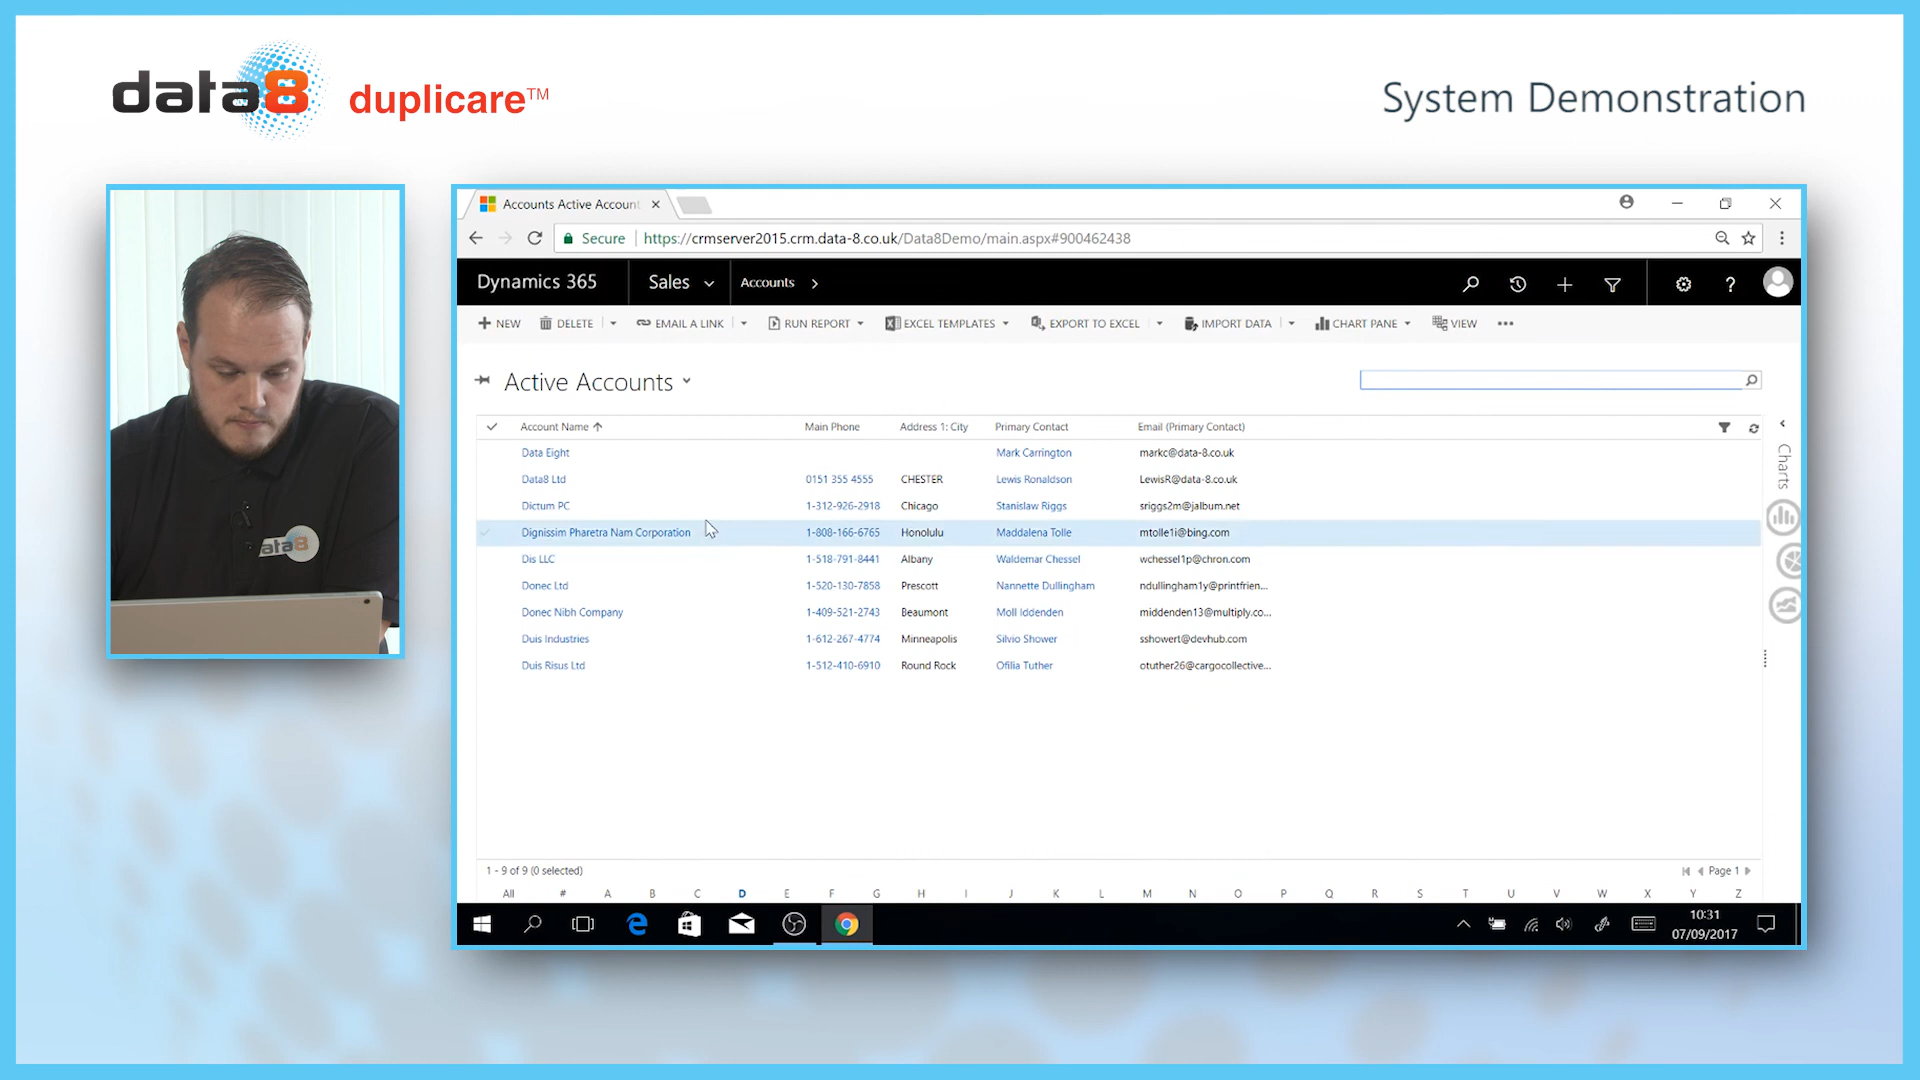 data8 duplicare™
System Demonstration
data8
Accounts Active Account
Secure https://crmserver2015.crm.data-8.co.uk/Data8Demo/main.aspx#900462438
Dynamics 365 Sales Accounts
NEW DELETE EMAIL A LINK RUN REPORT EXCEL TEMPLATES EXPORT TO EXCEL IMPORT DATA CHART PANE VIEW
Active Accounts
Account Name Main Phone Address 1: City Primary Contact Email (Primary Contact)
Data Eight Mark Carrington markc@data-8.co.uk
Data8 Ltd 0151 355 4555 CHESTER Lewis Ronaldson LewisR@data-8.co.uk
Dictum PC 1-312-926-2918 Chicago Stanislaw Riggs sriggs2m@jalbum.net
Dignissim Pharetra Nam Corporation 1-808-166-6765 Honolulu Maddalena Tolle mtolle1i@bing.com
Dis LLC 1-518-791-8441 Albany Waldemar Chessel wchessel1p@chron.com
Donec Ltd 1-520-130-7858 Prescott Nannette Dullingham ndullingham1y@printfrien...
Donec Nibh Company 1-409-521-2743 Beaumont Moll Iddenden middenden13@multiply.co...
Duis Industries 1-612-267-4774 Minneapolis Silvio Shower sshowert@devhub.com
Duis Risus Ltd 1-512-410-6910 Round Rock Ofilia Tuther otuther26@cargocollective...
Charts
1 - 9 of 9 (0 selected) Page 1
All # A B C D E F G H I J K L M N O P Q R S T U V W X Y Z
10:31
07/09/2017